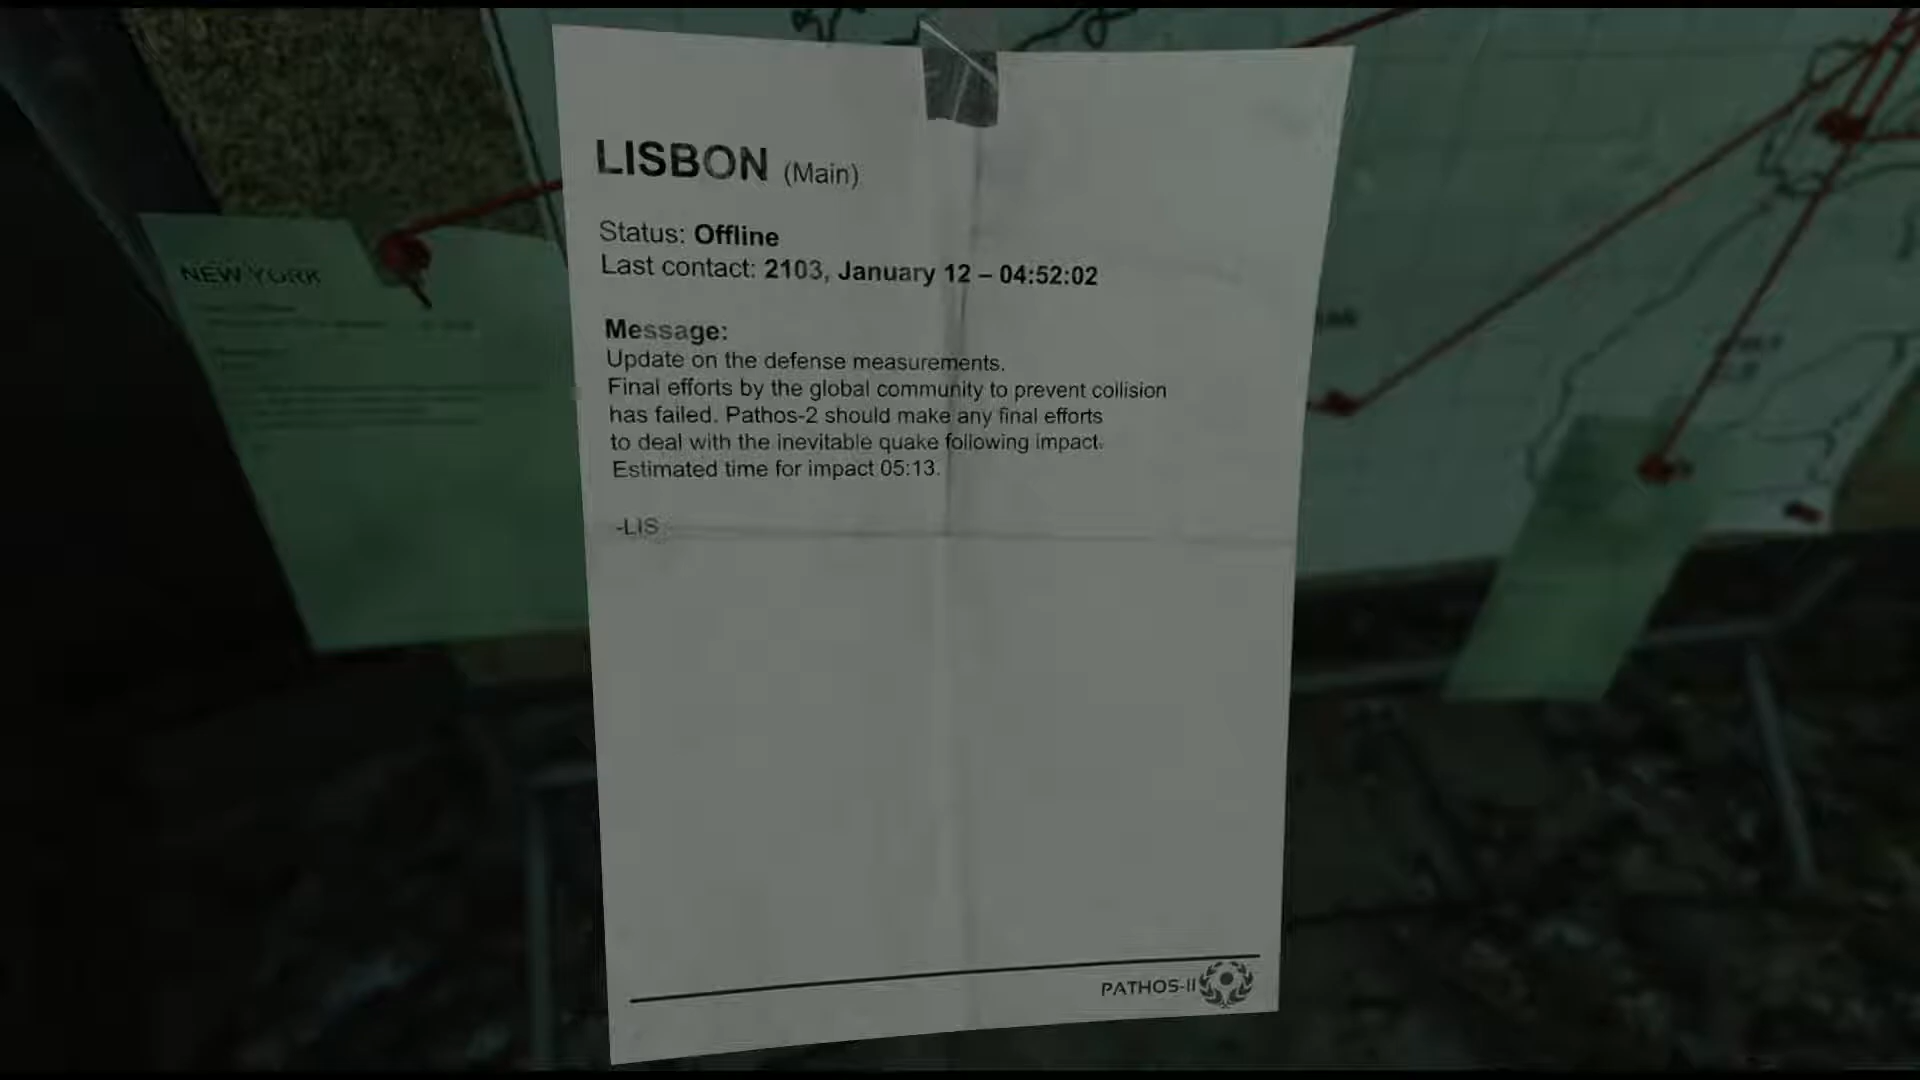 LISBON (Main)
Status: Offline
Last contact: 2103, January 12 – 04:52:02
Message:
Update on the defense measurements.
Final efforts by the global community to prevent collision
has failed. Pathos-2 should make any final efforts
to deal with the inevitable quake following impact.
Estimated time for impact 05:13.
-LIS
PATHOS-II
NEW YORK